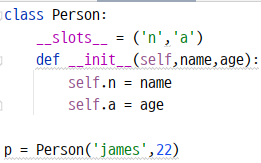 class Person:
    __slots__ = ('n','a')
    def __init__(self,name,age):
        self.n = name
        self.a = age
p = Person('james',22)